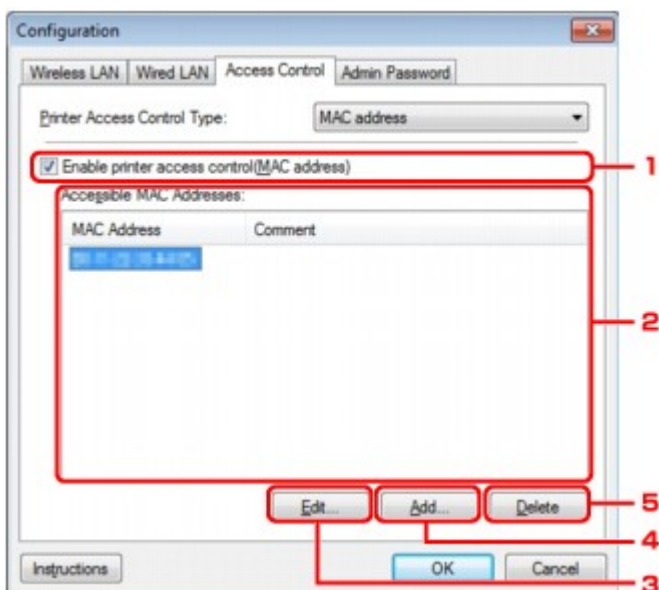 Configuration
Wireless LAN Wired LAN Access Control Admin Password
Printer Access Control Type: MAC address
Enable printer access control(MAC address) 1
Accessible MAC Addresses:
MAC Address Comment
2
Edit... Add... Delete 5
4
Instructions OK Cancel
3